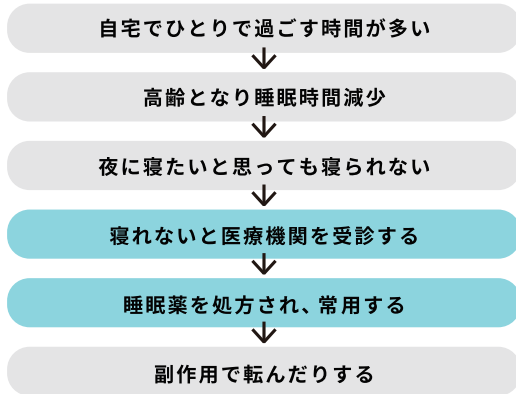 自宅でひとりで過ごす時間が多い
高齢となり睡眠時間減少
夜に寝たいと思っても寝られない
寝れないと医療機関を受診する
睡眠薬を処方され、常用する
副作用で転んだりする